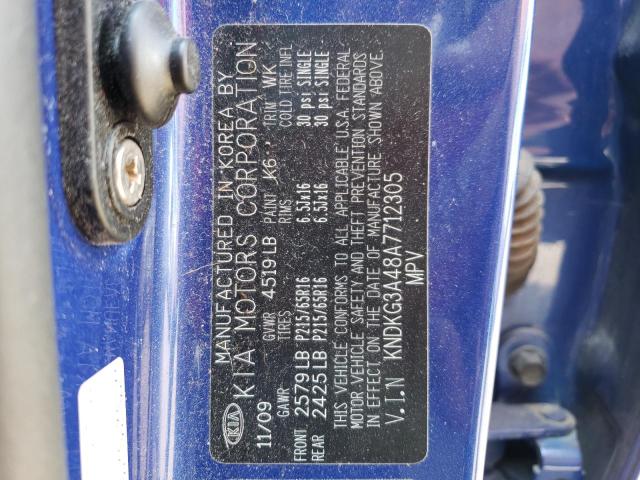 KIA MANUFACTURED IN KOREA BY
KIA MOTORS CORPORATION
11/09 GVWR 4519 LB PAINT K6 TRIM WK
GAWR TIRES RIMS COLD TIRE INFL
FRONT 2579 LB P215/65R16 6.5Jx16 30 psi SINGLE
REAR 2425 LB P215/65R16 6.5Jx16 30 psi SINGLE
THIS VEHICLE CONFORMS TO ALL APPLICABLE U.S.A. FEDERAL
MOTOR VEHICLE SAFETY AND THEFT PREVENTION STANDARDS
IN EFFECT ON THE DATE OF MANUFACTURE SHOWN ABOVE.
V.I.N KNDKG3A48A7712305
MPV